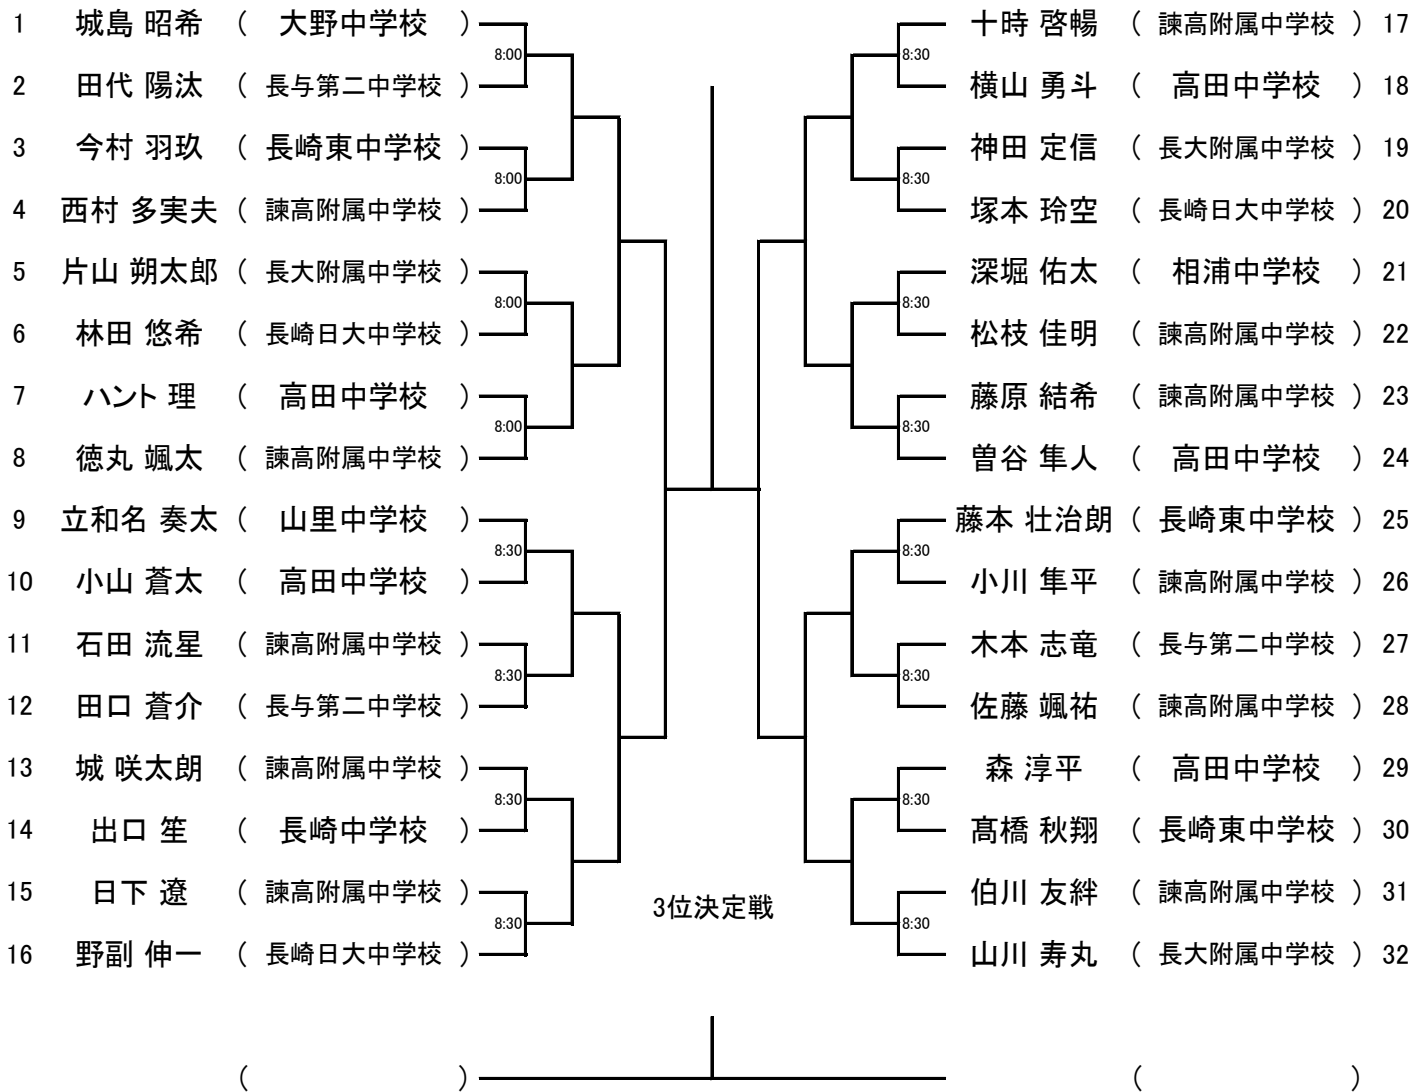 1 城島 昭希 ( 大野中学校 ) 十時 啓暢 ( 諫高附属中学校 ) 17
8:00 8:30
2 田代 陽汰 ( 長与第二中学校 ) 横山 勇斗 ( 高田中学校 ) 18
3 今村 羽玖 ( 長崎東中学校 ) 神田 定信 ( 長大附属中学校 ) 19
8:00 8:30
4 西村 多実夫 ( 諫高附属中学校 ) 塚本 玲空 ( 長崎日大中学校 ) 20
5 片山 朔太郎 ( 長大附属中学校 ) 深堀 佑太 ( 相浦中学校 ) 21
8:00 8:30
6 林田 悠希 ( 長崎日大中学校 ) 松枝 佳明 ( 諫高附属中学校 ) 22
7 ハント 理 ( 高田中学校 ) 藤原 結希 ( 諫高附属中学校 ) 23
8:00 8:30
8 徳丸 颯太 ( 諫高附属中学校 ) 曽谷 隼人 ( 高田中学校 ) 24
9 立和名 奏太 ( 山里中学校 ) 藤本 壮治朗 ( 長崎東中学校 ) 25
8:30 8:30
10 小山 蒼太 ( 高田中学校 ) 小川 隼平 ( 諫高附属中学校 ) 26
11 石田 流星 ( 諫高附属中学校 ) 木本 志竜 ( 長与第二中学校 ) 27
8:30 8:30
12 田口 蒼介 ( 長与第二中学校 ) 佐藤 颯祐 ( 諫高附属中学校 ) 28
13 城 咲太朗 ( 諫高附属中学校 ) 森 淳平 ( 高田中学校 ) 29
8:30 8:30
14 出口 笙 ( 長崎中学校 ) 髙橋 秋翔 ( 長崎東中学校 ) 30
15 日下 遼 ( 諫高附属中学校 ) 伯川 友絆 ( 諫高附属中学校 ) 31
8:30 3位決定戦 8:30
16 野副 伸一 ( 長崎日大中学校 ) 山川 寿丸 ( 長大附属中学校 ) 32
( ) ( )